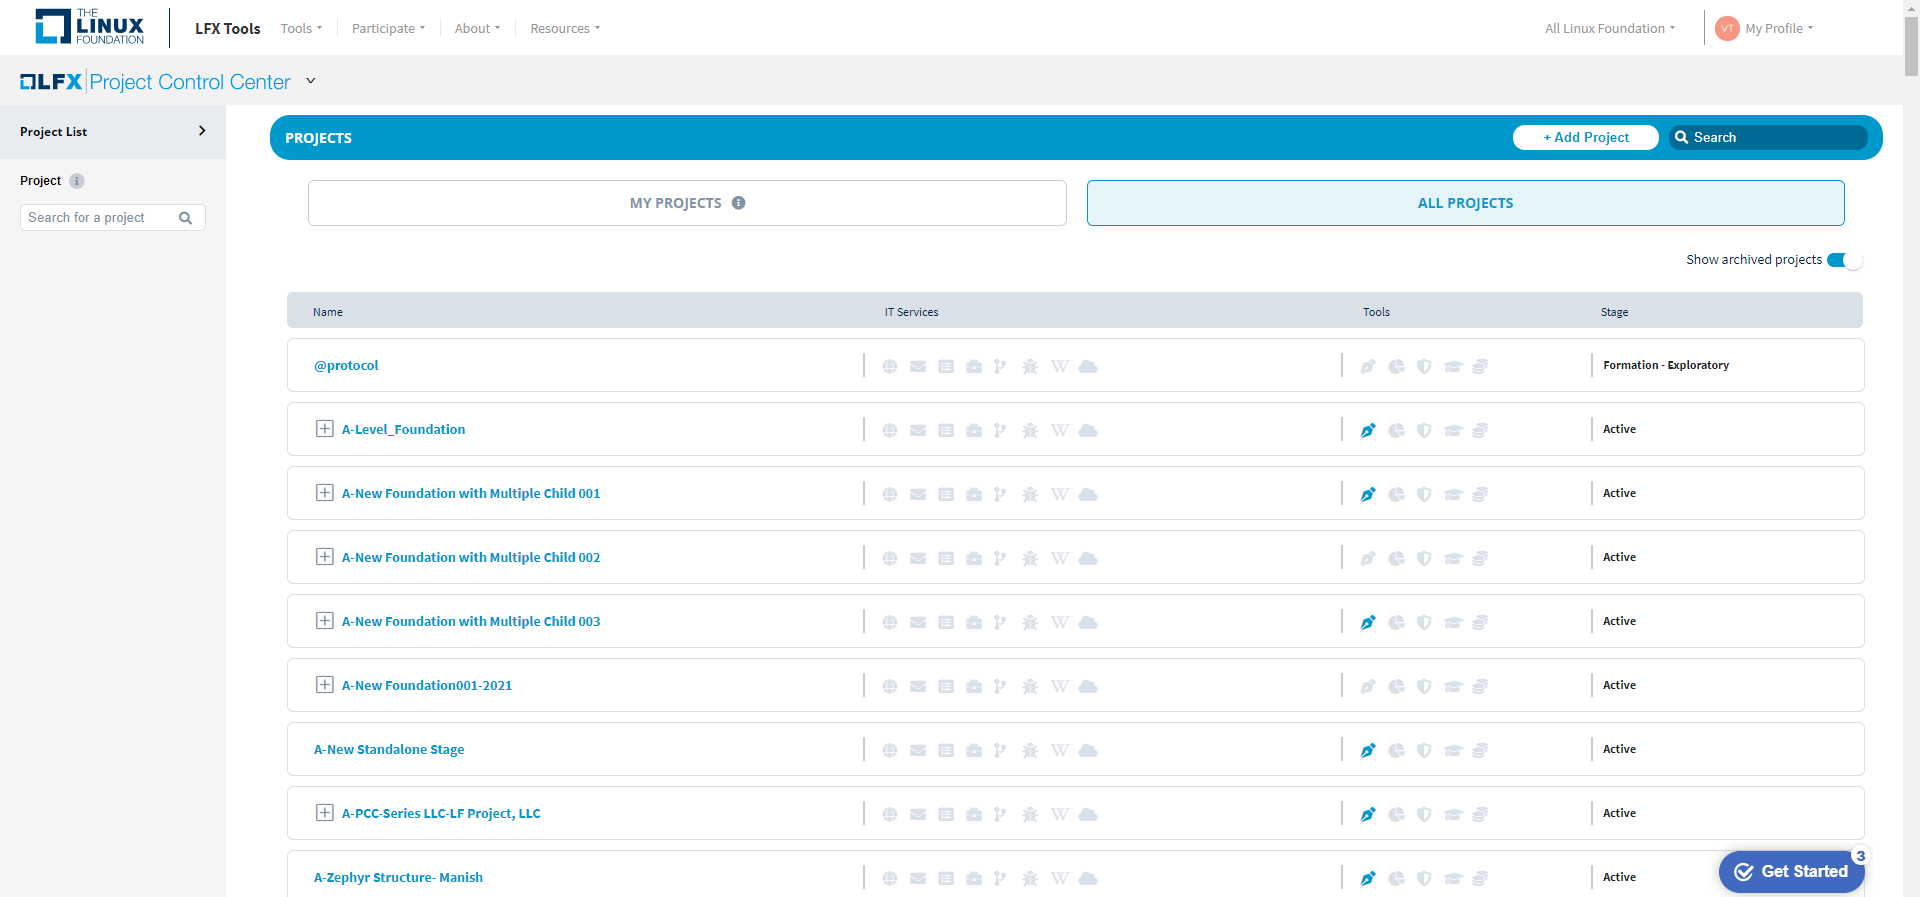 THE
LINUX
FOUNDATION
LFX Tools
Tools
Participate
About
Resources
All Linux Foundation
VT
My Profile
LFX Project Control Center
Project List
Project
Search for a project
PROJECTS
+ Add Project
Search
MY PROJECTS
ALL PROJECTS
Show archived projects
Name IT Services Tools Stage
@protocol Formation - Exploratory
A-Level_Foundation Active
A-New Foundation with Multiple Child 001 Active
A-New Foundation with Multiple Child 002 Active
A-New Foundation with Multiple Child 003 Active
A-New Foundation001-2021 Active
A-New Standalone Stage Active
A-PCC-Series LLC-LF Project, LLC Active
A-Zephyr Structure- Manish Active
3
Get Started